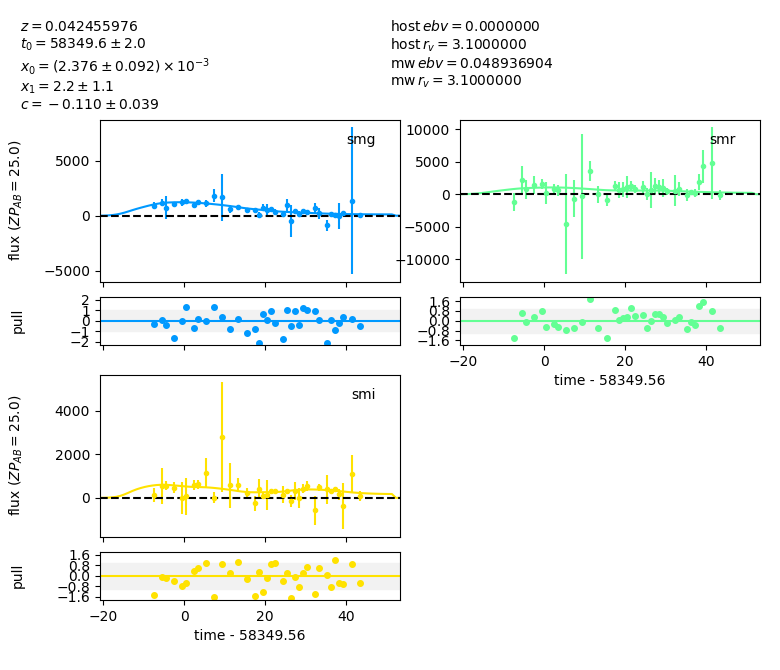 z = 0.042455976
t₀ = 58349.6 ± 2.0
x₀ = (2.376 ± 0.092) × 10⁻³
x₁ = 2.2 ± 1.1
c = −0.110 ± 0.039
host ebv = 0.0000000
host r_v = 3.1000000
mw ebv = 0.048936904
mw r_v = 3.1000000
flux (ZP_AB = 25.0)
5000
0
−5000
smg
10000
5000
0
−5000
−10000
smr
pull
2
1
0
−1
−2
1.6
0.8
0.0
−0.8
−1.6
−20
0
20
40
time - 58349.56
flux (ZP_AB = 25.0)
4000
2000
0
smi
pull
1.6
0.8
0.0
−0.8
−1.6
−20
0
20
40
time - 58349.56